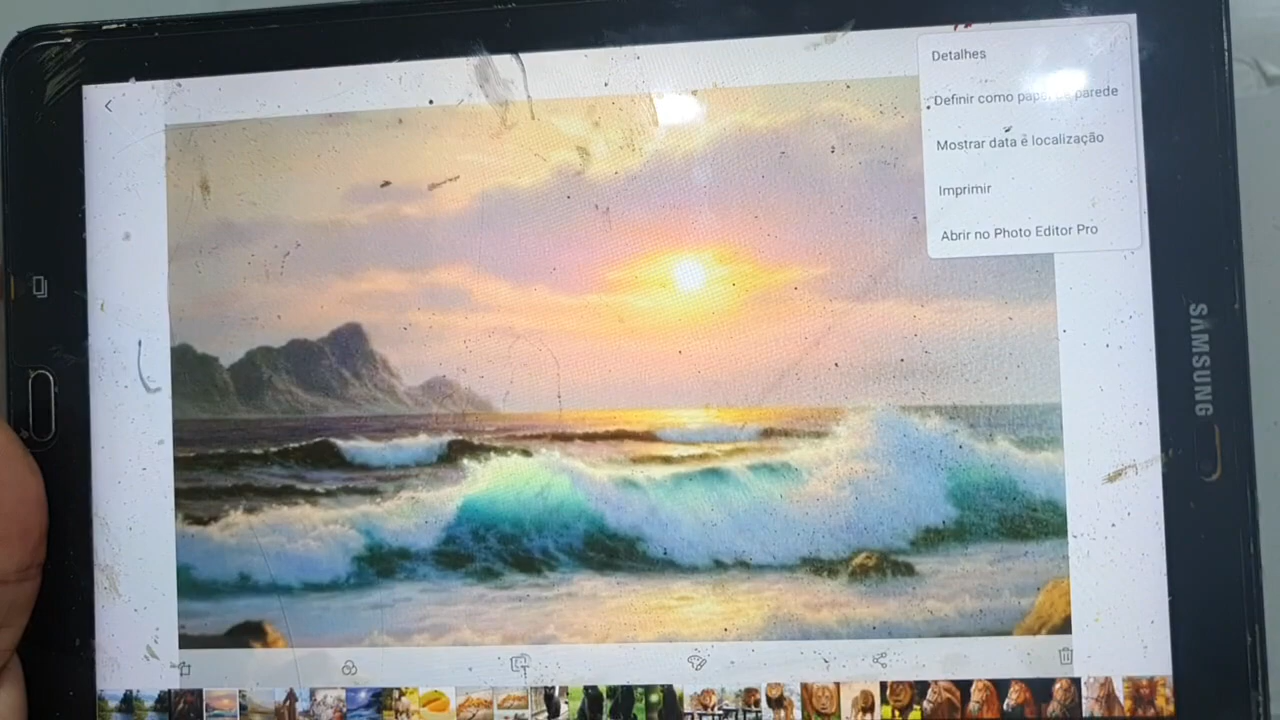 Detalhes
Definir como papel de parede
Mostrar data e localização
Imprimir
Abrir no Photo Editor Pro
SAMSUNG